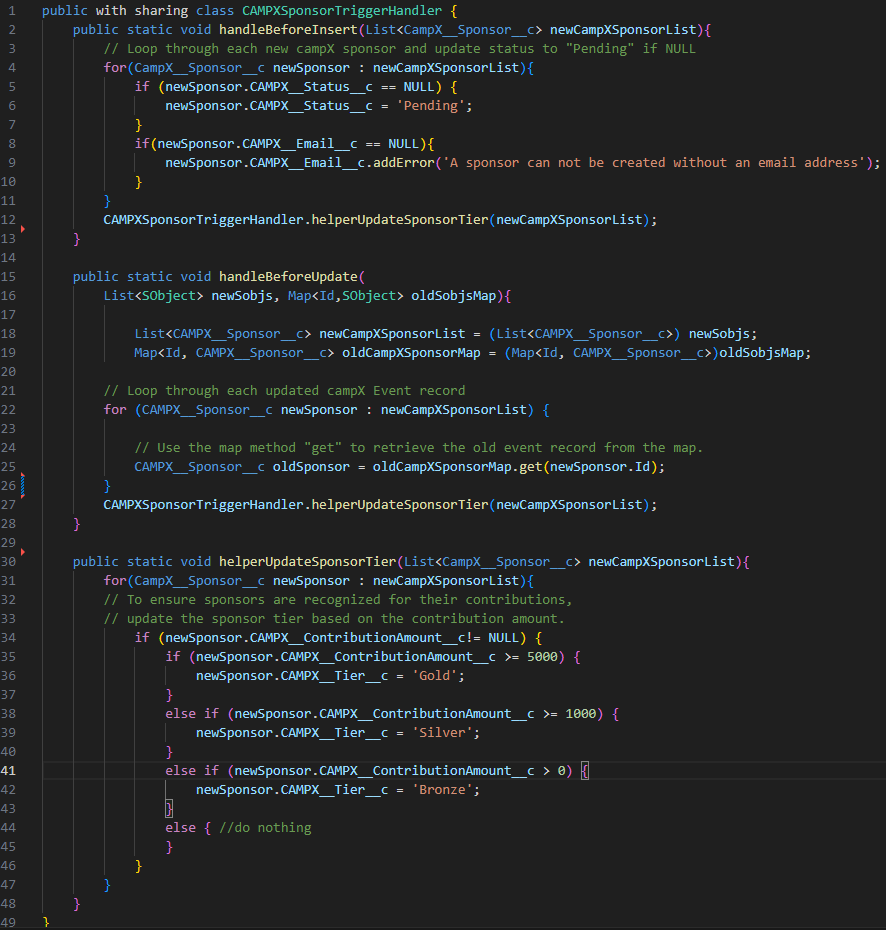 1 public with sharing class CAMPXSponsorTriggerHandler {
2     public static void handleBeforeInsert(List<CampX__Sponsor__c> newCampXSponsorList){
3         // Loop through each new campX sponsor and update status to "Pending" if NULL
4         for(CampX__Sponsor__c newSponsor : newCampXSponsorList){
5             if (newSponsor.CAMPX__Status__c == NULL) {
6                 newSponsor.CAMPX__Status__c = 'Pending';
7             }
8             if(newSponsor.CAMPX__Email__c == NULL){
9                 newSponsor.CAMPX__Email__c.addError('A sponsor can not be created without an email address');
10             }
11         }
12         CAMPXSponsorTriggerHandler.helperUpdateSponsorTier(newCampXSponsorList);
13     }
14
15     public static void handleBeforeUpdate(
16         List<SObject> newSobjs, Map<Id,SObject> oldSobjsMap){
17
18             List<CAMPX__Sponsor__c> newCampXSponsorList = (List<CAMPX__Sponsor__c>) newSobjs;
19             Map<Id, CAMPX__Sponsor__c> oldCampXSponsorMap = (Map<Id, CAMPX__Sponsor__c>)oldSobjsMap;
20
21         // Loop through each updated campX Event record
22         for (CAMPX__Sponsor__c newSponsor : newCampXSponsorList) {
23
24             // Use the map method "get" to retrieve the old event record from the map.
25             CAMPX__Sponsor__c oldSponsor = oldCampXSponsorMap.get(newSponsor.Id);
26         }
27         CAMPXSponsorTriggerHandler.helperUpdateSponsorTier(newCampXSponsorList);
28     }
29
30     public static void helperUpdateSponsorTier(List<CampX__Sponsor__c> newCampXSponsorList){
31         for(CampX__Sponsor__c newSponsor : newCampXSponsorList){
32         // To ensure sponsors are recognized for their contributions,
33         // update the sponsor tier based on the contribution amount.
34             if (newSponsor.CAMPX__ContributionAmount__c!= NULL) {
35                 if (newSponsor.CAMPX__ContributionAmount__c >= 5000) {
36                     newSponsor.CAMPX__Tier__c = 'Gold';
37                 }
38                 else if (newSponsor.CAMPX__ContributionAmount__c >= 1000) {
39                     newSponsor.CAMPX__Tier__c = 'Silver';
40                 }
41                 else if (newSponsor.CAMPX__ContributionAmount__c > 0) {
42                     newSponsor.CAMPX__Tier__c = 'Bronze';
43                 }
44                 else { //do nothing
45                 }
46             }
47         }
48     }
49 }